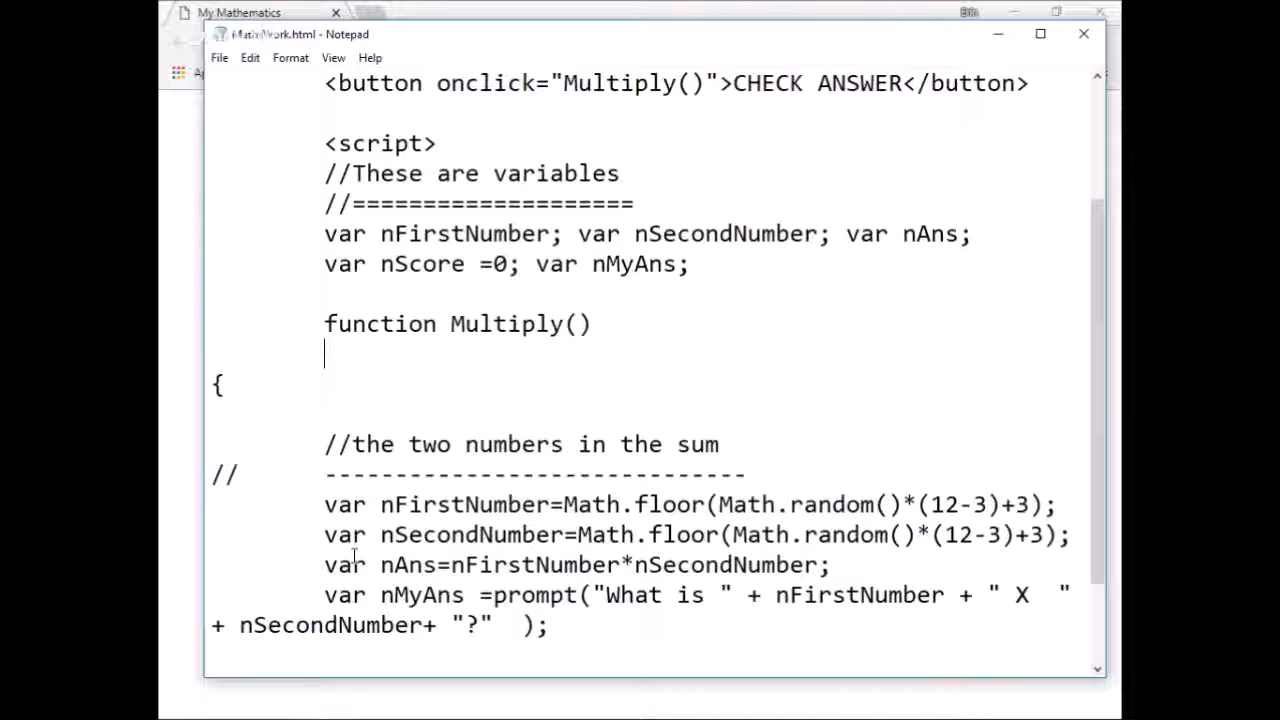 My Mathematics
MathWork.html - Notepad
File Edit Format View Help
<button onclick="Multiply()">CHECK ANSWER</button>
<script>
//These are variables
//====================
var nFirstNumber; var nSecondNumber; var nAns;
var nScore =0; var nMyAns;
function Multiply()
{
//the two numbers in the sum
// ------------------------------
var nFirstNumber=Math.floor(Math.random()*(12-3)+3);
var nSecondNumber=Math.floor(Math.random()*(12-3)+3);
var nAns=nFirstNumber*nSecondNumber;
var nMyAns =prompt("What is " + nFirstNumber + " X  "
+ nSecondNumber+ "?"  );